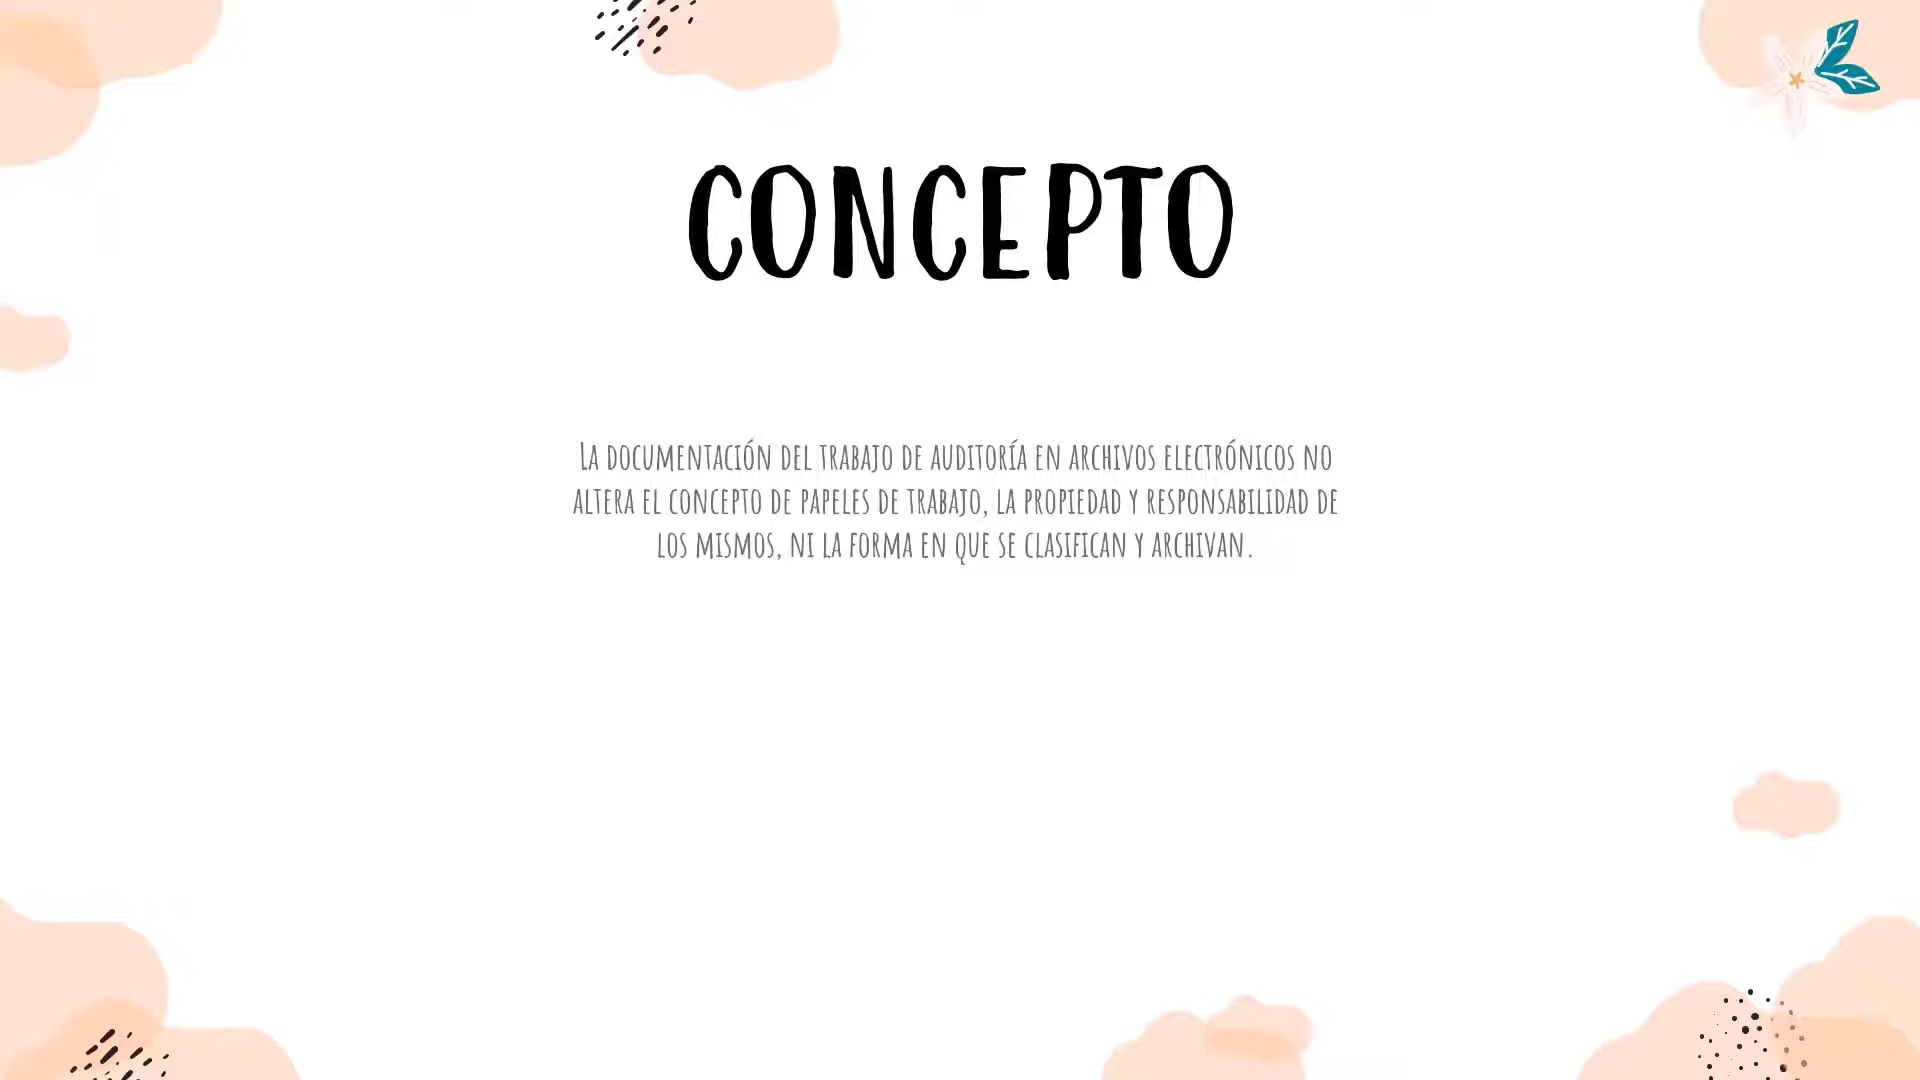 CONCEPTO
LA DOCUMENTACIÓN DEL TRABAJO DE AUDITORÍA EN ARCHIVOS ELECTRÓNICOS NO
ALTERA EL CONCEPTO DE PAPELES DE TRABAJO, LA PROPIEDAD Y RESPONSABILIDAD DE
LOS MISMOS, NI LA FORMA EN QUE SE CLASIFICAN Y ARCHIVAN.